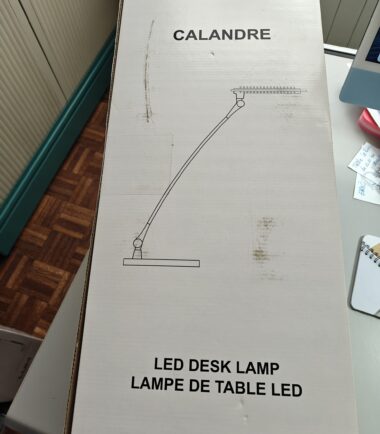 CALANDRE
LED DESK LAMP
LAMPE DE TABLE LED